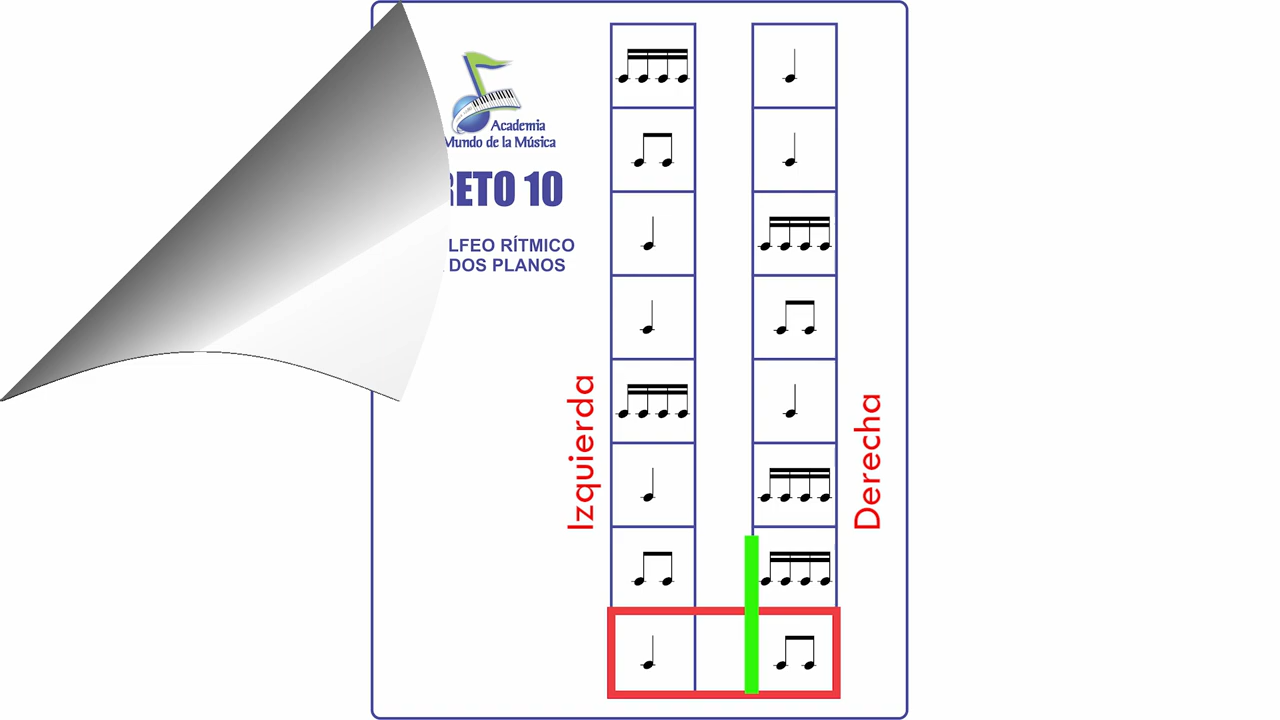 Academia
Mundo de la Música
RETO 10
LFEO RÍTMICO
DOS PLANOS
Izquierda
Derecha